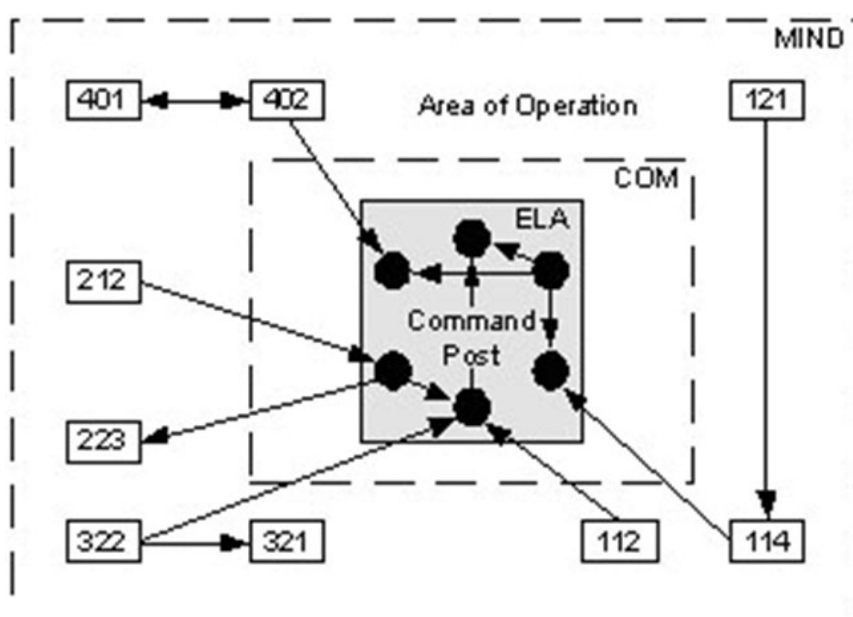 MIND
401
402
Area of Operation
121
COM
ELA
212
Command
Post
223
322
321
112
114